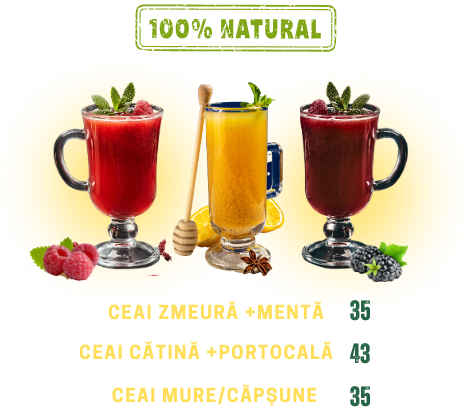 100% NATURAL
CEAI ZMEURĂ +MENTĂ 35
CEAI CĂTINĂ +PORTOCALĂ 43
CEAI MURE/CĂPȘUNE 35